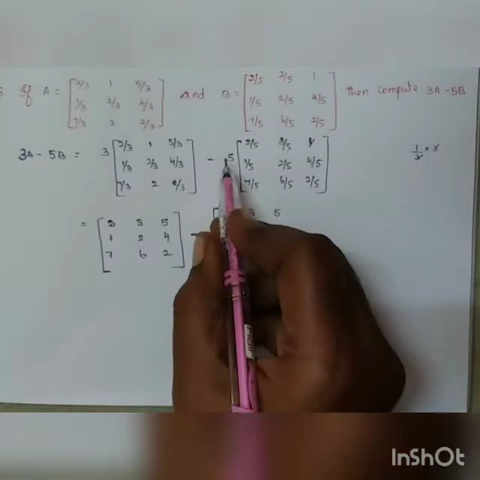 If A = [2/3 1 5/3 and B = [2/5 3/5 1 then compute 3A-5B
1/3 2/3 4/3 1/5 2/5 4/5
7/3 2 2/3] 7/5 6/5 2/5]
3A-5B = 3 [2/3 1 5/3 - 5 [2/5 3/5 1
1/3 2/3 4/3 1/5 2/5 4/5
7/3 2 2/3] 7/5 6/5 2/5]
= [2 3 5 - [ 3 5
1 2 4
7 6 2]
InShOt